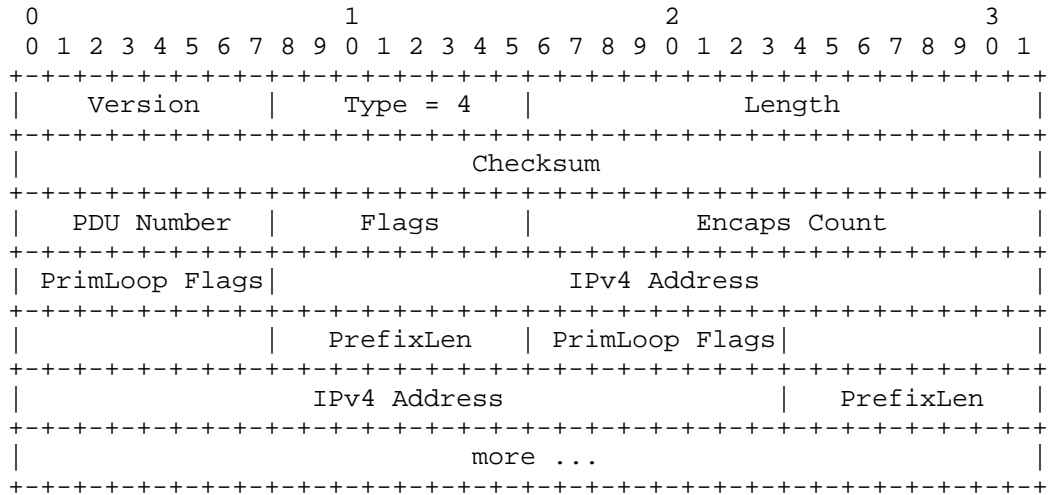 0                   1                   2                   3
 0 1 2 3 4 5 6 7 8 9 0 1 2 3 4 5 6 7 8 9 0 1 2 3 4 5 6 7 8 9 0 1
+-+-+-+-+-+-+-+-+-+-+-+-+-+-+-+-+-+-+-+-+-+-+-+-+-+-+-+-+-+-+-+-+
|    Version    |    Type = 4   |             Length            |
+-+-+-+-+-+-+-+-+-+-+-+-+-+-+-+-+-+-+-+-+-+-+-+-+-+-+-+-+-+-+-+-+
|                            Checksum                           |
+-+-+-+-+-+-+-+-+-+-+-+-+-+-+-+-+-+-+-+-+-+-+-+-+-+-+-+-+-+-+-+-+
|   PDU Number  |     Flags     |          Encaps Count         |
+-+-+-+-+-+-+-+-+-+-+-+-+-+-+-+-+-+-+-+-+-+-+-+-+-+-+-+-+-+-+-+-+
| PrimLoop Flags|                  IPv4 Address                 |
+-+-+-+-+-+-+-+-+-+-+-+-+-+-+-+-+-+-+-+-+-+-+-+-+-+-+-+-+-+-+-+-+
|               |   PrefixLen   | PrimLoop Flags|               |
+-+-+-+-+-+-+-+-+-+-+-+-+-+-+-+-+-+-+-+-+-+-+-+-+-+-+-+-+-+-+-+-+
|                  IPv4 Address                 |   PrefixLen   |
+-+-+-+-+-+-+-+-+-+-+-+-+-+-+-+-+-+-+-+-+-+-+-+-+-+-+-+-+-+-+-+-+
|                            more ...                           |
+-+-+-+-+-+-+-+-+-+-+-+-+-+-+-+-+-+-+-+-+-+-+-+-+-+-+-+-+-+-+-+-+